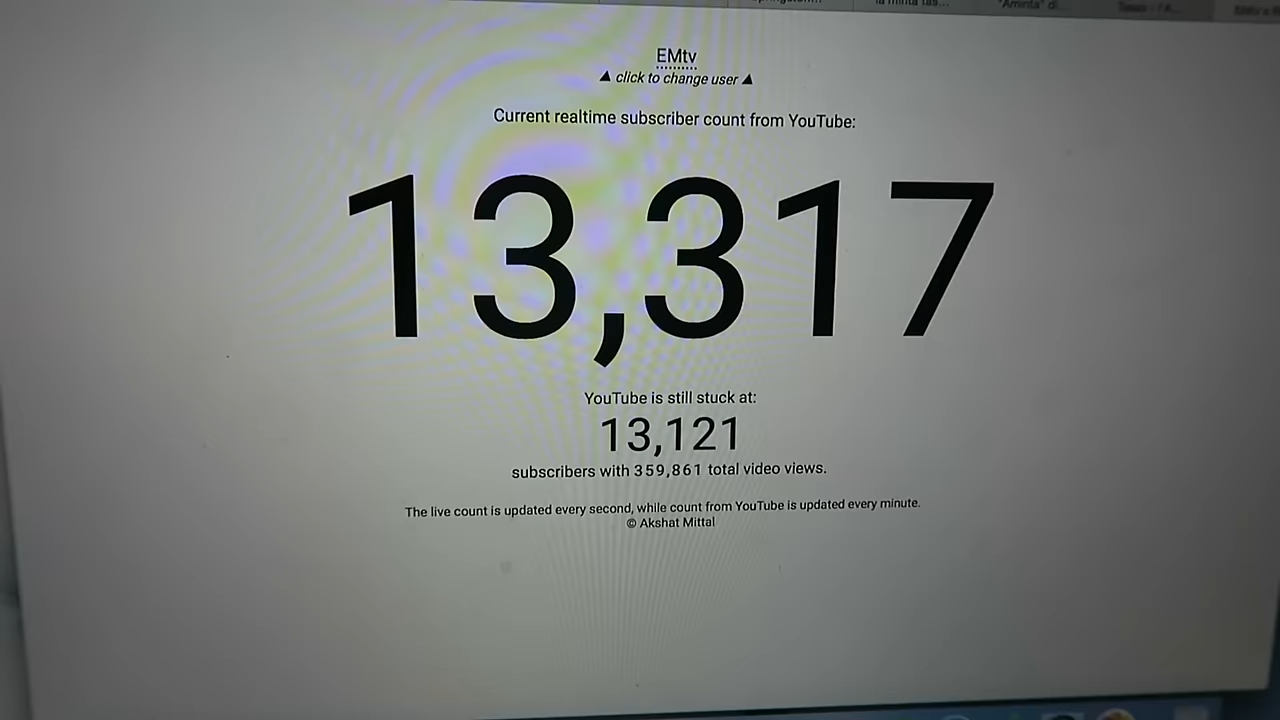 "Aminta" di...
EMtv
▲ click to change user ▲
Current realtime subscriber count from YouTube:
13,317
YouTube is still stuck at:
13,121
subscribers with 359,861 total video views.
The live count is updated every second, while count from YouTube is updated every minute.
© Akshat Mittal